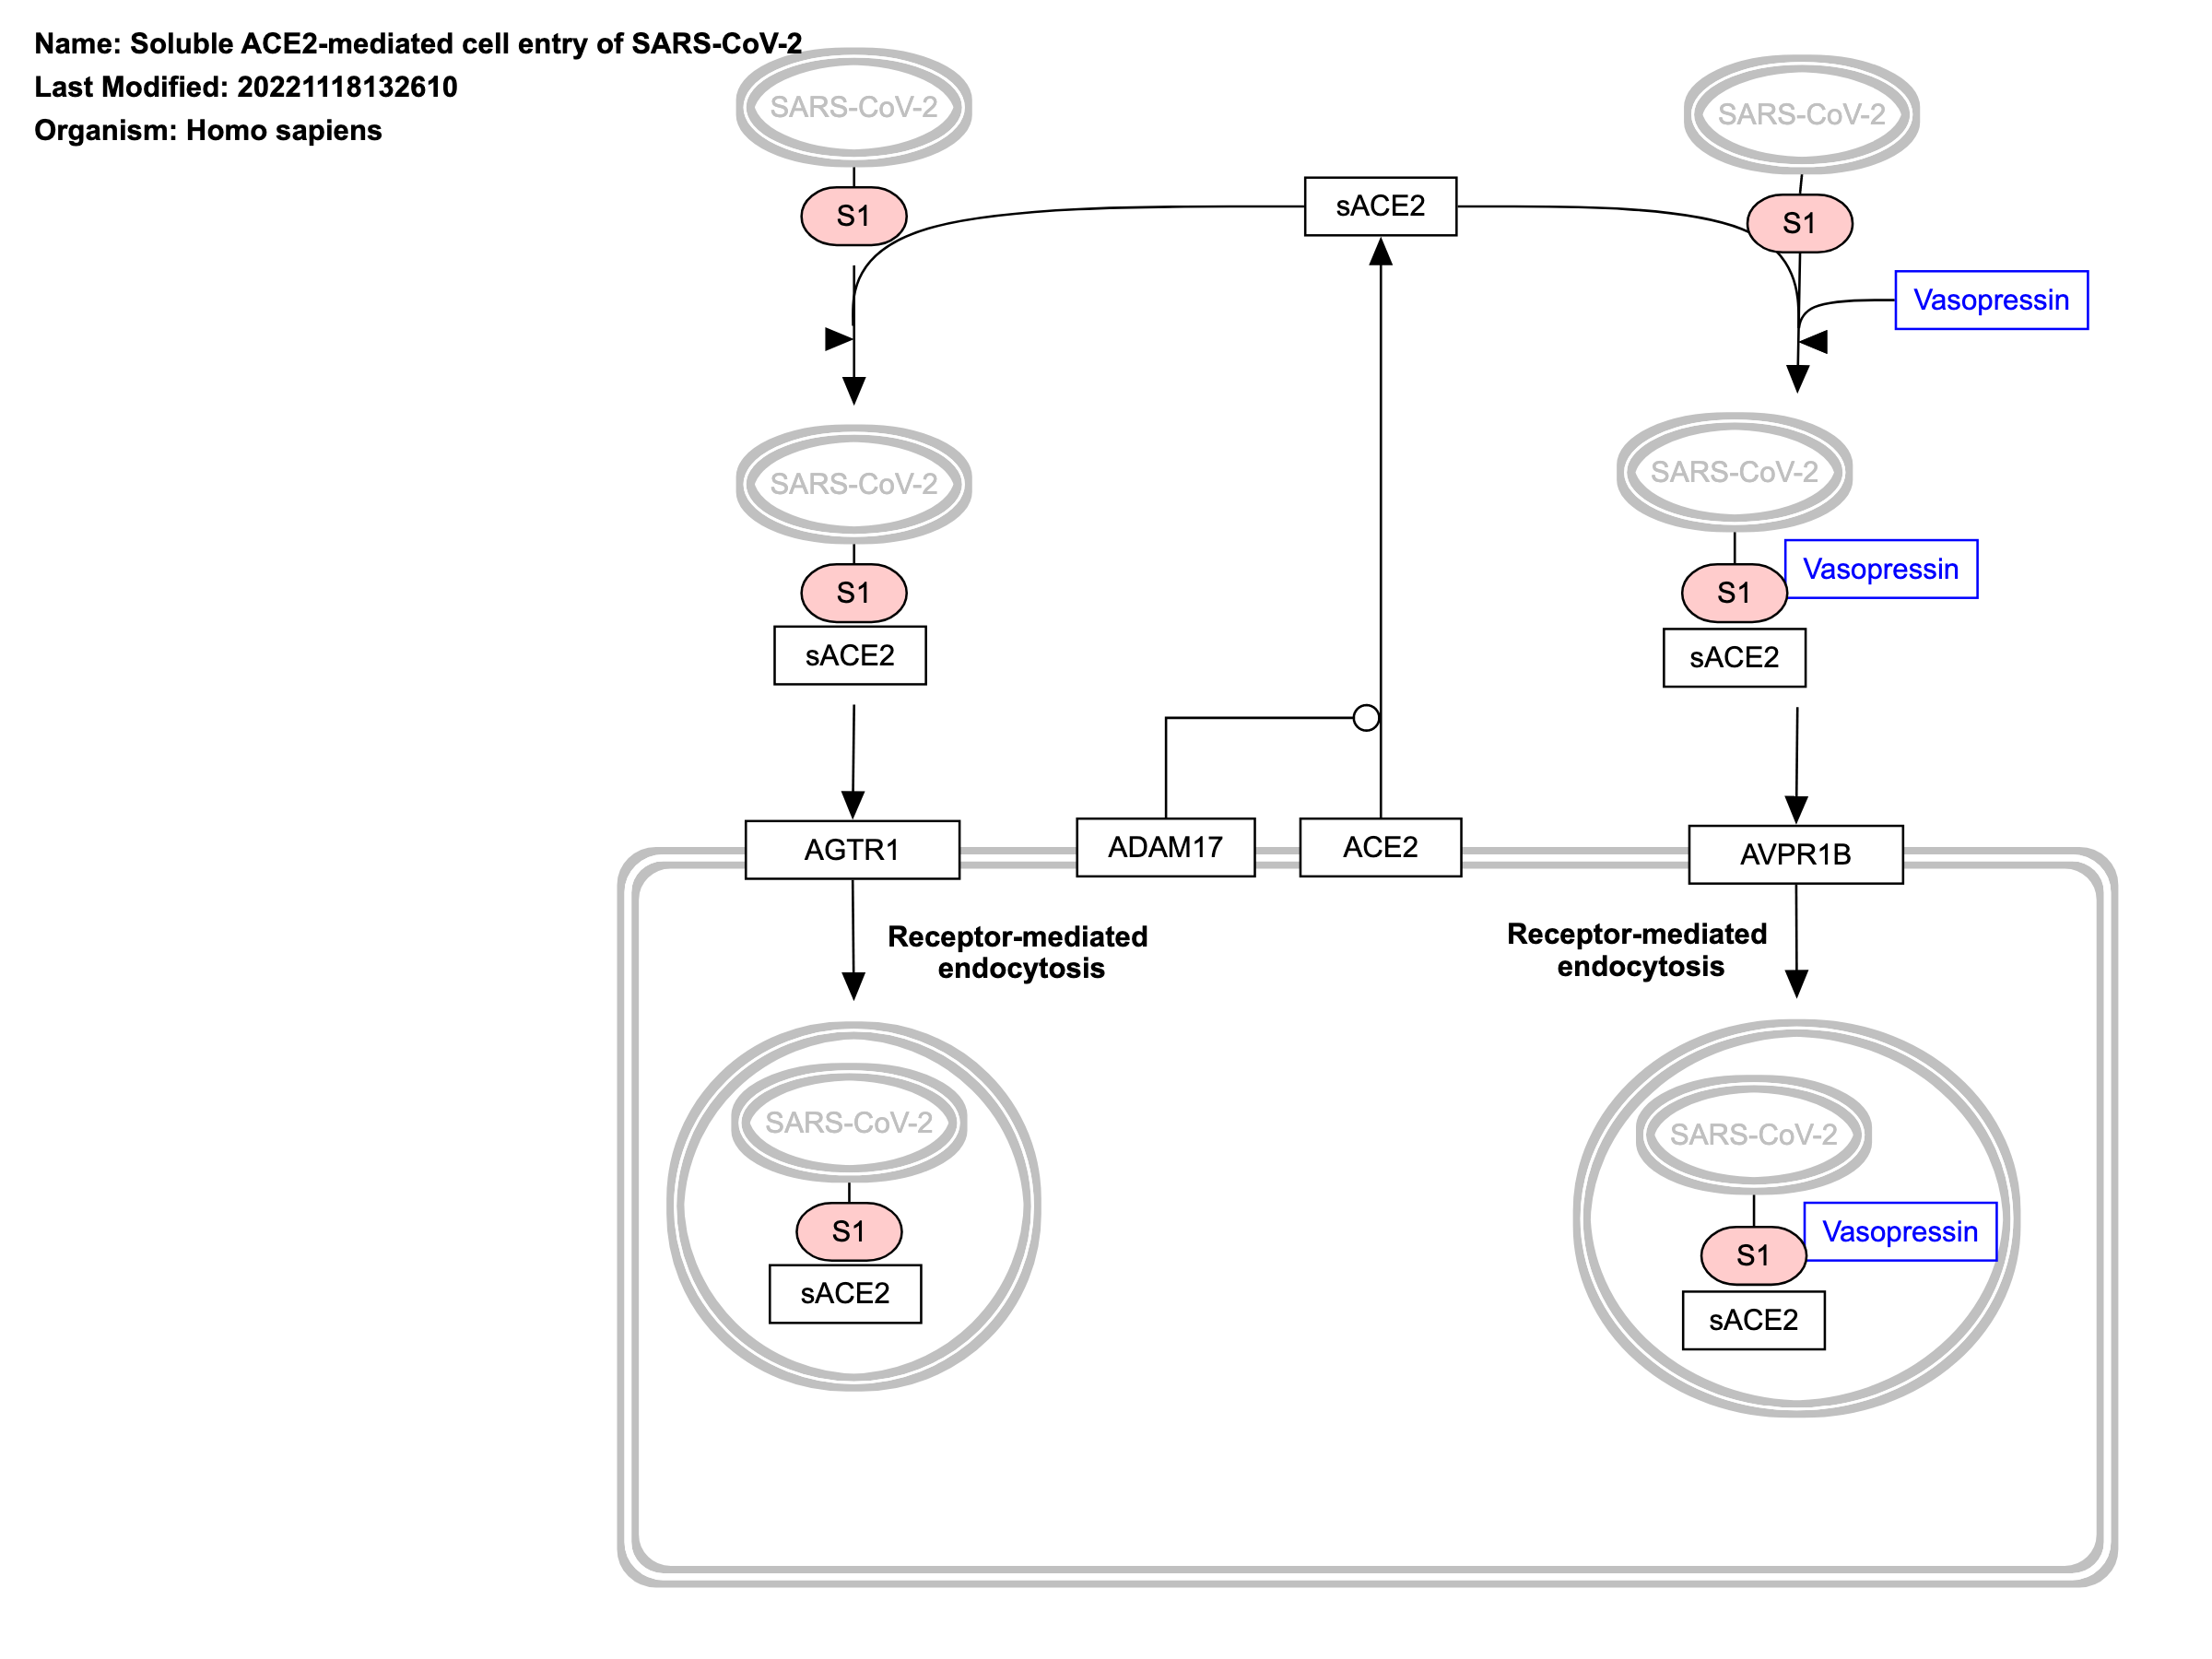 Name: Soluble ACE2-mediated cell entry of SARS-CoV-2
Last Modified: 20221118132610
Organism: Homo sapiens
SARS-CoV-2
SARS-CoV-2
S1
sACE2
S1
Vasopressin
SARS-CoV-2
SARS-CoV-2
S1
Vasopressin
S1
sACE2
sACE2
AGTR1
ADAM17
ACE2
AVPR1B
Receptor-mediated
endocytosis
Receptor-mediated
endocytosis
SARS-CoV-2
SARS-CoV-2
S1
Vasopressin
S1
sACE2
sACE2